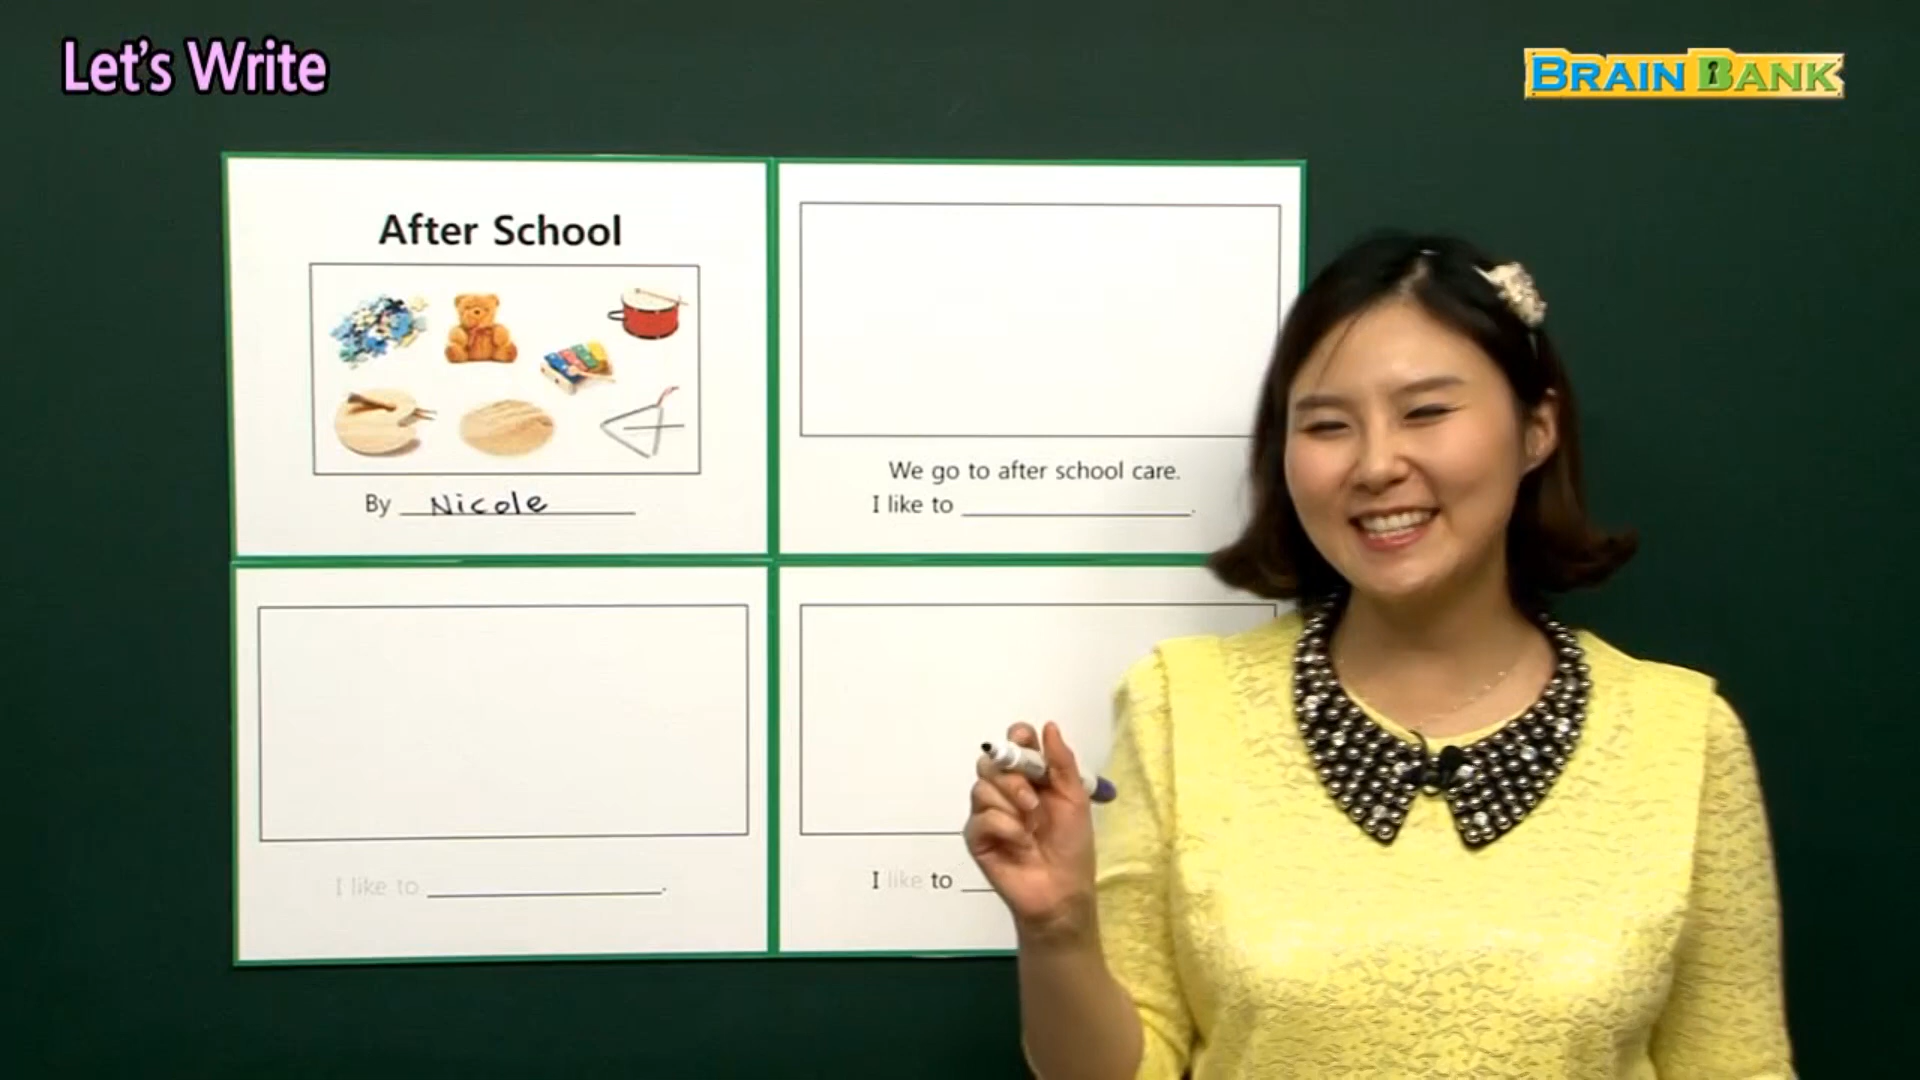 Let's Write
BRAIN BANK
After School
By Nicole
We go to after school care.
I like to
I like to
I like to